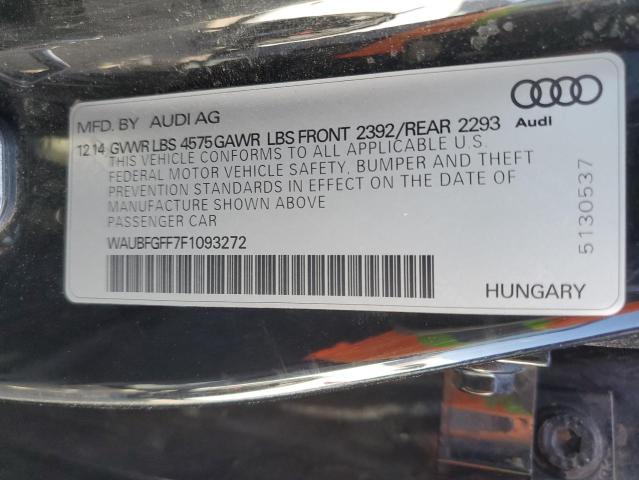 MFD. BY AUDI AG
12.14 GVWR LBS 4575 GAWR LBS FRONT 2392/REAR 2293
THIS VEHICLE CONFORMS TO ALL APPLICABLE U.S.
FEDERAL MOTOR VEHICLE SAFETY, BUMPER AND THEFT
PREVENTION STANDARDS IN EFFECT ON THE DATE OF
MANUFACTURE SHOWN ABOVE
PASSENGER CAR
WAUBFGFF7F1093272
HUNGARY
Audi
5130537